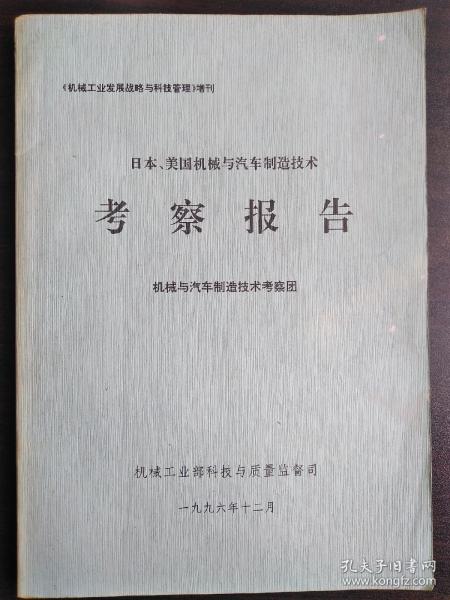 《机械工业发展战略与科技管理》增刊
日本、美国机械与汽车制造技术
考察报告
机械与汽车制造技术考察团
机械工业部科技与质量监督司
一九九六年十二月
孔夫子旧书网
www.kongfz.com